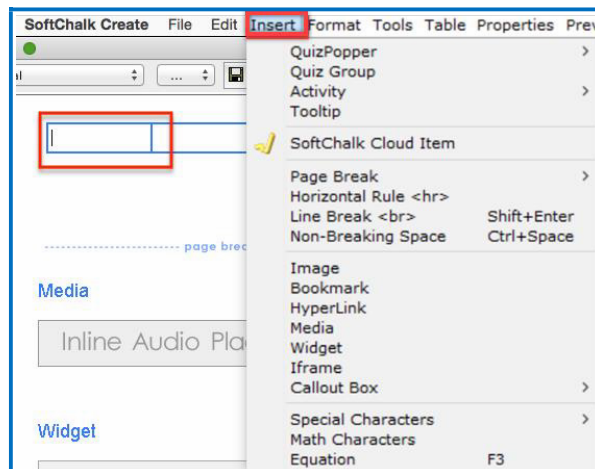 SoftChalk Create File Edit Insert Format Tools Table Properties Prev
al ...
QuizPopper >
Quiz Group
Activity >
Tooltip
SoftChalk Cloud Item
Page Break >
Horizontal Rule <hr>
Line Break <br> Shift+Enter
Non-Breaking Space Ctrl+Space
page brea
Image
Bookmark
Media
HyperLink
Media
Inline Audio Pla
Widget
Iframe
Callout Box >
Special Characters >
Widget
Math Characters
Equation F3